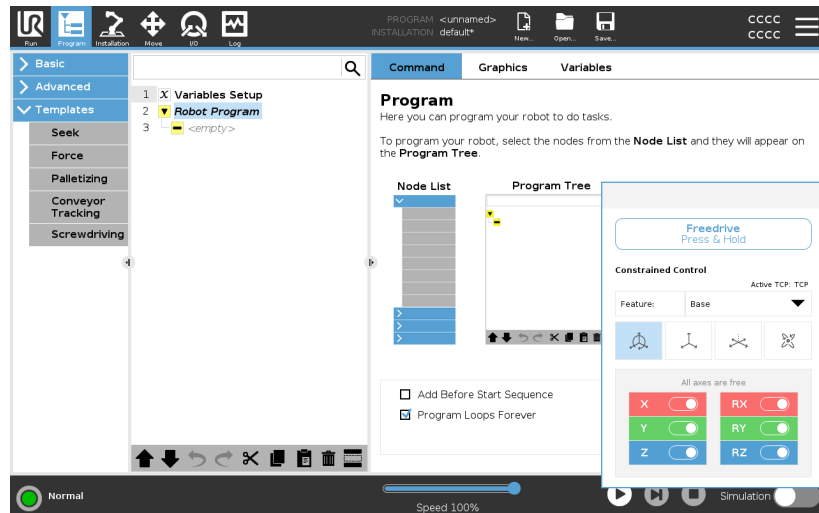 PROGRAM <unnamed>
INSTALLATION default*
cccc
cccc
Run
Program
Installation
Move
I/O
Log
New...
Open...
Save...
Basic
Advanced
Templates
Seek
Force
Palletizing
Conveyor
Tracking
Screwdriving
1 X Variables Setup
2 Robot Program
3 <empty>
Command
Graphics
Variables
Program
Here you can program your robot to do tasks.
To program your robot, select the nodes from the Node List and they will appear on
the Program Tree.
Node List
Program Tree
Add Before Start Sequence
Program Loops Forever
Freedrive
Press & Hold
Constrained Control
Active TCP: TCP
Feature:
Base
All axes are free
X
RX
Y
RY
Z
RZ
Normal
Speed 100%
Simulation